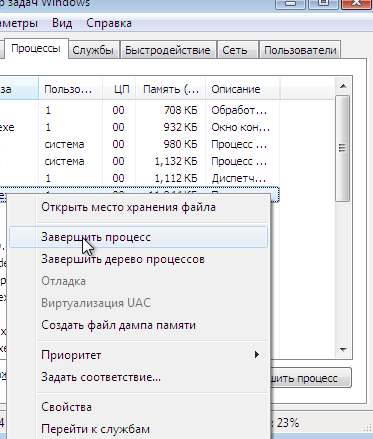 р задач Windows
аметры Вид Справка
Процессы Службы Быстродействие Сеть Пользователи
за Пользо... ЦП Память (... Описание
1 00 708 КБ Обработ...
exe 1 00 932 КБ Окно кон...
система 00 980 КБ Процесс ...
система 00 1,132 КБ Процесс ...
1 00 1,112 КБ Диспетч...
Открыть место хранения файла
Завершить процесс
Завершить дерево процессов
Отладка
Виртуализация UAC
Создать файл дампа памяти
Приоритет
Задать соответствие...
шить процесс
Свойства
: 23%
Перейти к службам